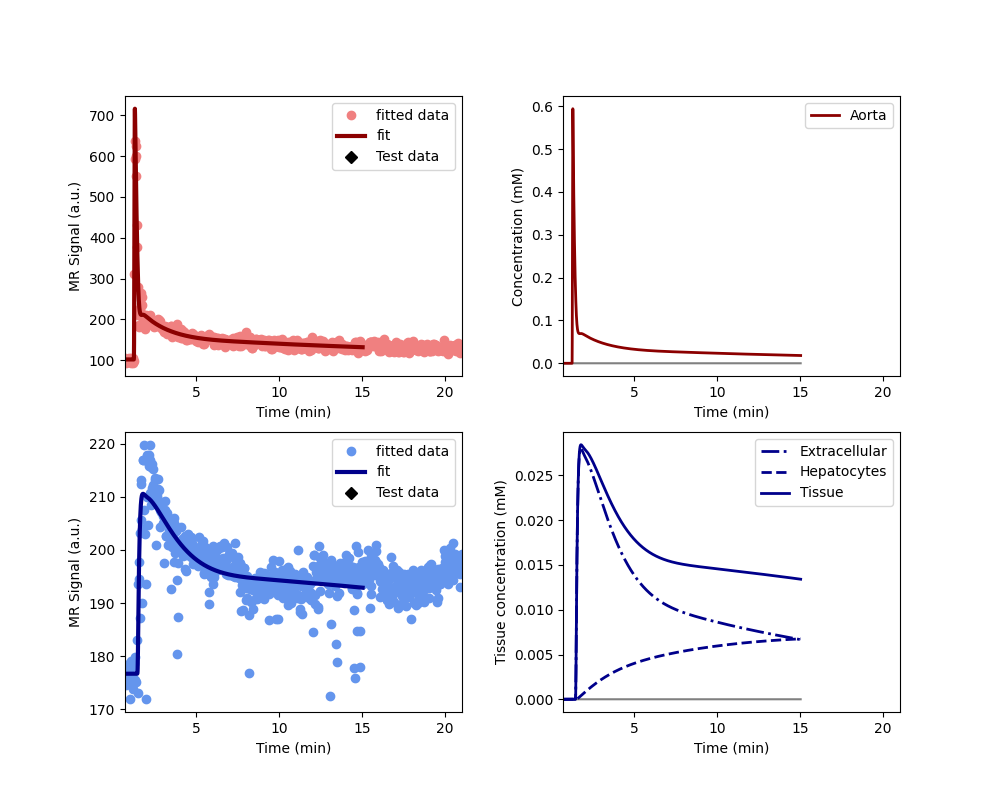 MR Signal (a.u.)
700
600
500
400
300
200
100
fitted data
fit
Test data
5 10 15 20
Time (min)
Concentration (mM)
0.6
0.5
0.4
0.3
0.2
0.1
0.0
Aorta
5 10 15 20
Time (min)
MR Signal (a.u.)
220
210
200
190
180
170
fitted data
fit
Test data
5 10 15 20
Time (min)
Tissue concentration (mM)
0.025
0.020
0.015
0.010
0.005
0.000
Extracellular
Hepatocytes
Tissue
5 10 15 20
Time (min)